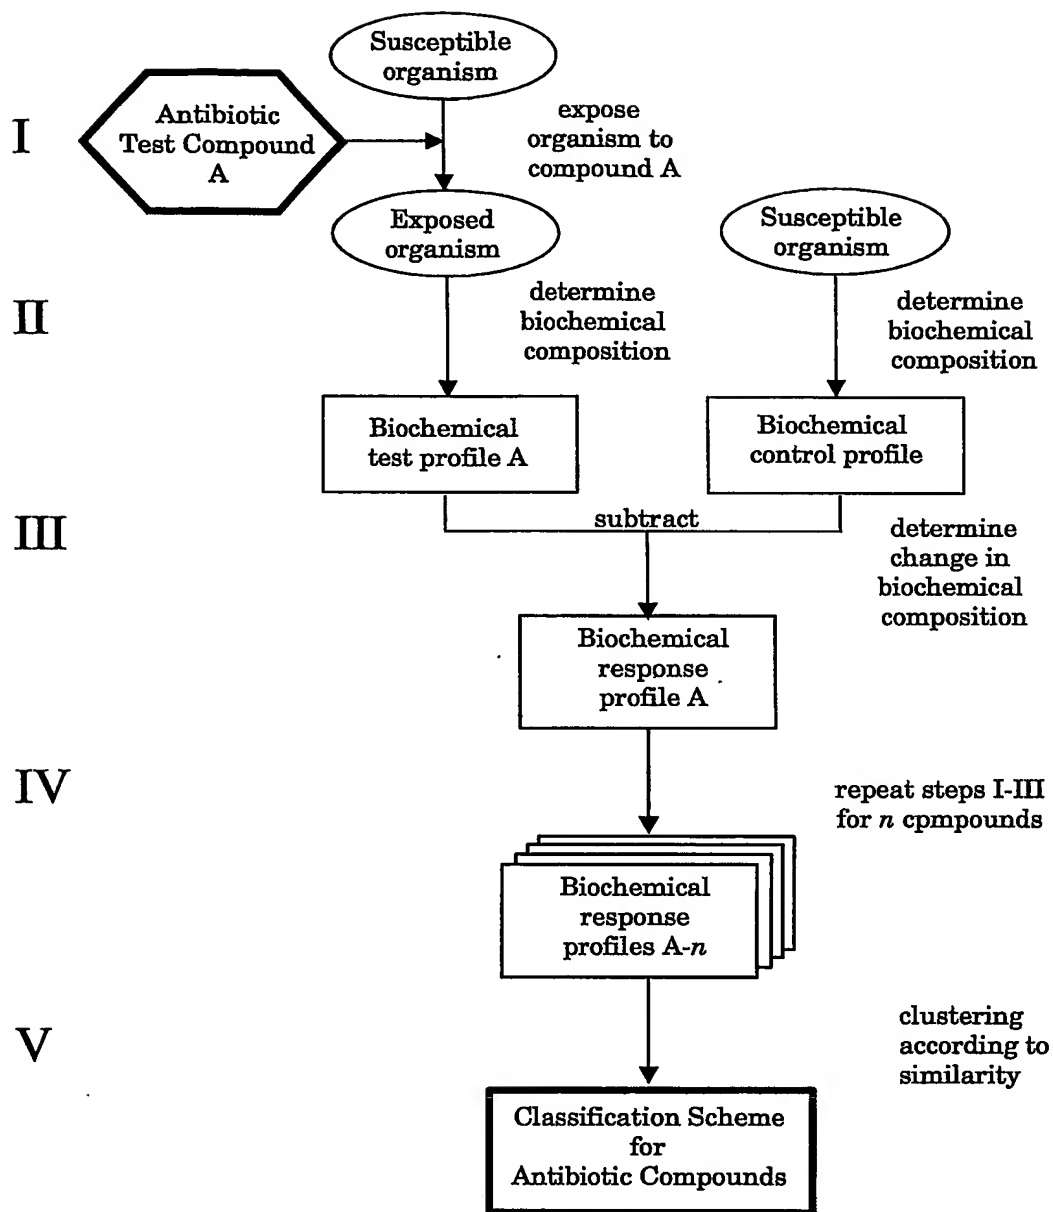 Susceptible
organism
I
Antibiotic
Test Compound
A
expose
organism to
compound A
Exposed
organism
Susceptible
organism
II
determine
biochemical
composition
determine
biochemical
composition
Biochemical
test profile A
Biochemical
control profile
III
subtract
determine
change in
biochemical
composition
Biochemical
response
profile A
IV
repeat steps I-III
for n cpmpounds
Biochemical
response
profiles A-n
V
clustering
according to
similarity
Classification Scheme
for
Antibiotic Compounds